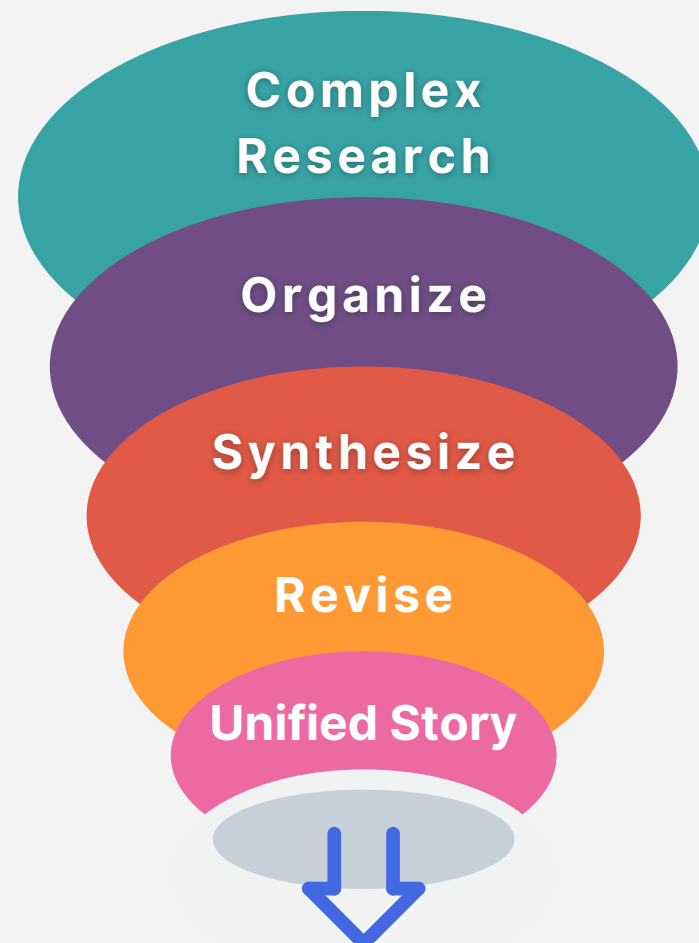 Complex
Research
Organize
Synthesize
Revise
Unified Story